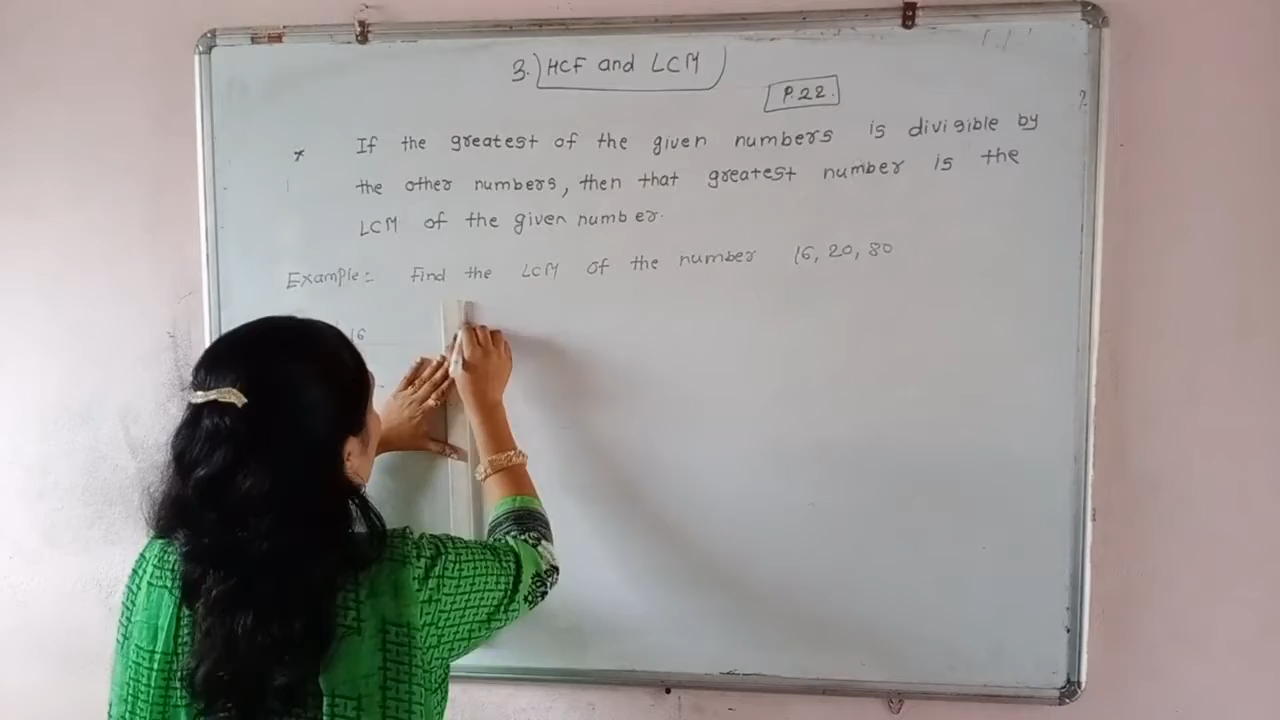 3. HCF and LCM
P.22.
* If the greatest of the given numbers is divisible by
the other numbers, then that greatest number is the
LCM of the given number.
Example:- Find the LCM of the number 16, 20, 80
16